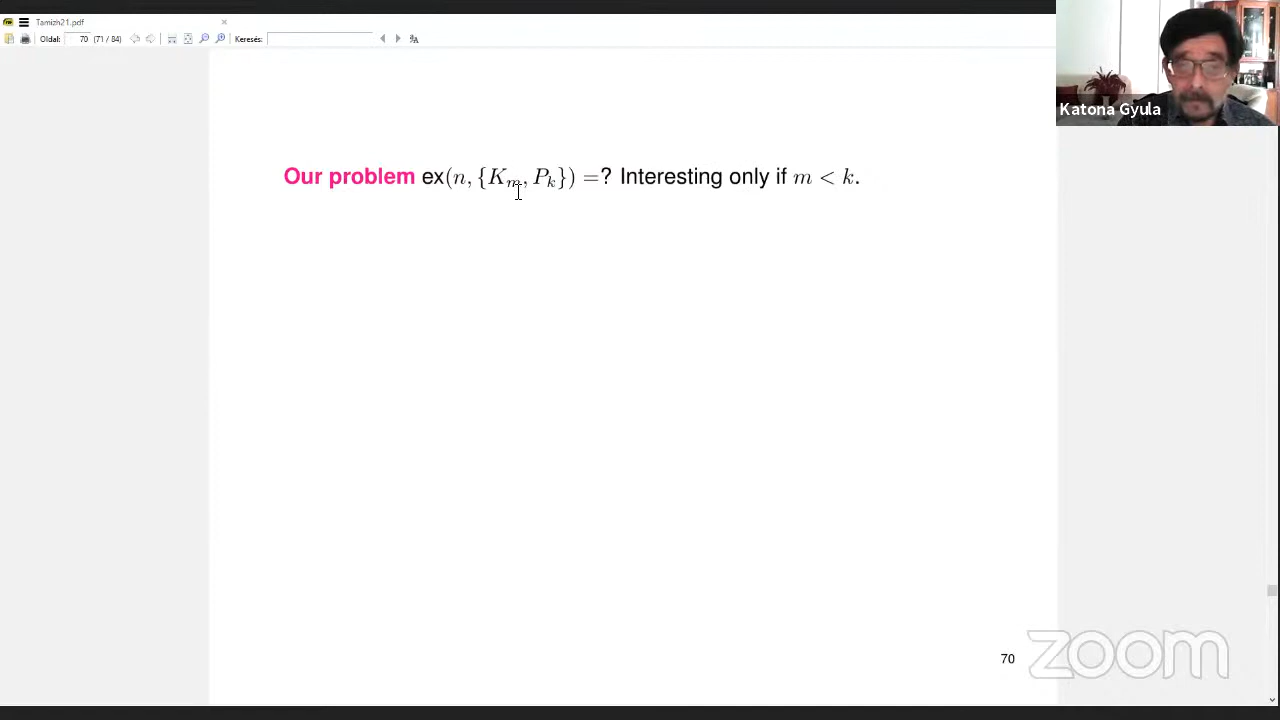 Tamizh21.pdf
Oldal: 70 (71 / 84) Keresés:
Katona Gyula
Our problem ex(n, {K_m, P_k}) =? Interesting only if m < k.
70
zoom